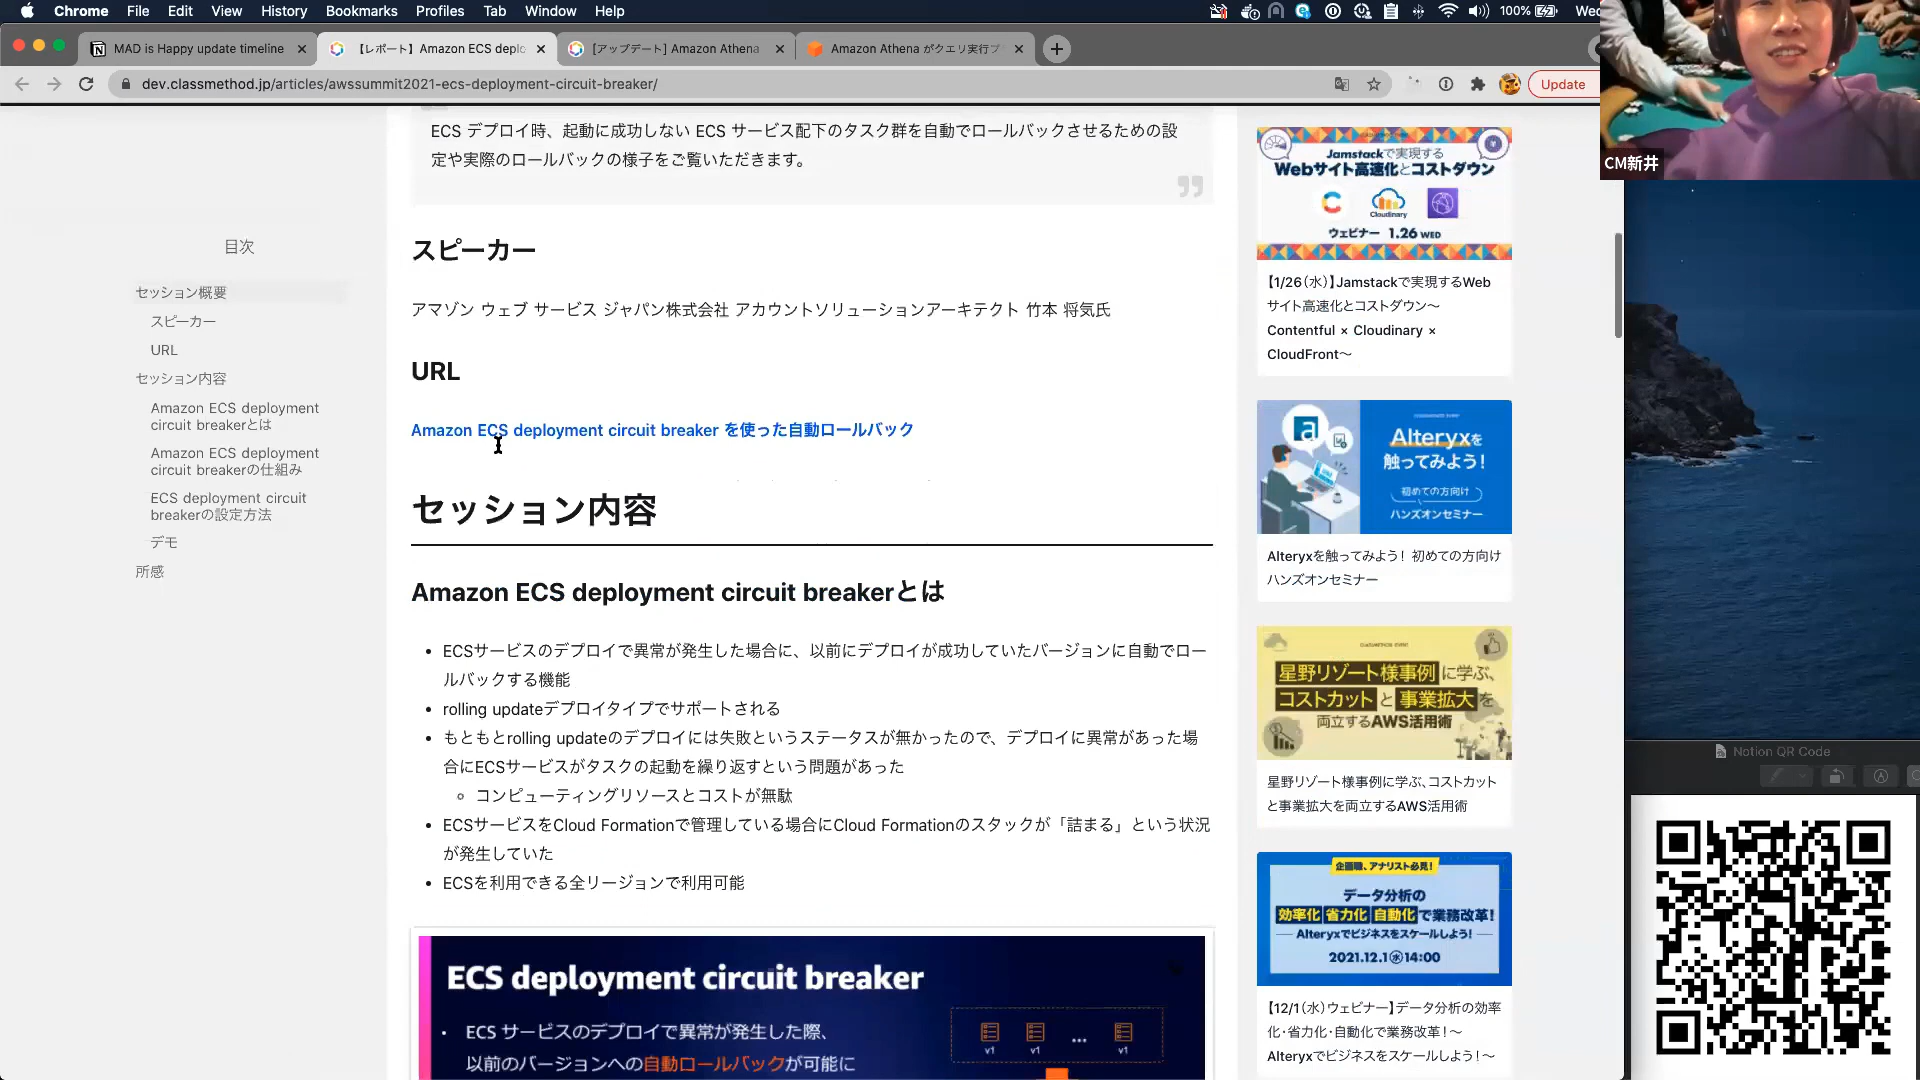 Chrome File Edit View History Bookmarks Profiles Tab Window Help
100%
MAD is Happy update timeline
【レポート】Amazon ECS deplo
[アップデート] Amazon Athena
Amazon Athena がクエリ実行プ
dev.classmethod.jp/articles/awssummit2021-ecs-deployment-circuit-breaker/
Update
CM新井
目次
セッション概要
スピーカー
URL
セッション内容
Amazon ECS deployment
circuit breakerとは
Amazon ECS deployment
circuit breakerの仕組み
ECS deployment circuit
breakerの設定方法
デモ
所感
ECS デプロイ時、起動に成功しない ECS サービス配下のタスク群を自動でロールバックさせるための設
定や実際のロールバックの様子をご覧いただきます。
スピーカー
アマゾン ウェブ サービス ジャパン株式会社 アカウントソリューションアーキテクト 竹本 将気氏
URL
Amazon ECS deployment circuit breaker を使った自動ロールバック
セッション内容
Amazon ECS deployment circuit breakerとは
• ECSサービスのデプロイで異常が発生した場合に、以前にデプロイが成功していたバージョンに自動でロー
ルバックする機能
• rolling updateデプロイタイプでサポートされる
• もともとrolling updateのデプロイには失敗というステータスが無かったので、デプロイに異常があった場
合にECSサービスがタスクの起動を繰り返すという問題があった
コンピューティングリソースとコストが無駄
• ECSサービスをCloud Formationで管理している場合にCloud Formationのスタックが「詰まる」という状況
が発生していた
• ECSを利用できる全リージョンで利用可能
ECS deployment circuit breaker
• ECS サービスのデプロイで異常が発生した際、
以前のバージョンへの自動ロールバックが可能に
v1 v1 ... v1
Jamstackで実現する
Webサイト高速化とコストダウン
Cloudinary
ウェビナー 1.26 WED
【1/26（水）】Jamstackで実現するWeb
サイト高速化とコストダウン〜
Contentful × Cloudinary ×
CloudFront〜
Alteryxを
触ってみよう！
初めての方向け
ハンズオンセミナー
Alteryxを触ってみよう！ 初めての方向け
ハンズオンセミナー
星野リゾート様事例に学ぶ、
コストカットと事業拡大を
両立するAWS活用術
星野リゾート様事例に学ぶ、コストカット
と事業拡大を両立するAWS活用術
企画職、アナリスト必見！
データ分析の
効率化 省力化 自動化で業務改革！
Alteryxでビジネスをスケールしよう！
2021.12.1㊌14:00
【12/1（水）ウェビナー】データ分析の効率
化・省力化・自動化で業務改革！〜
Alteryxでビジネスをスケールしよう！〜
Notion QR Code